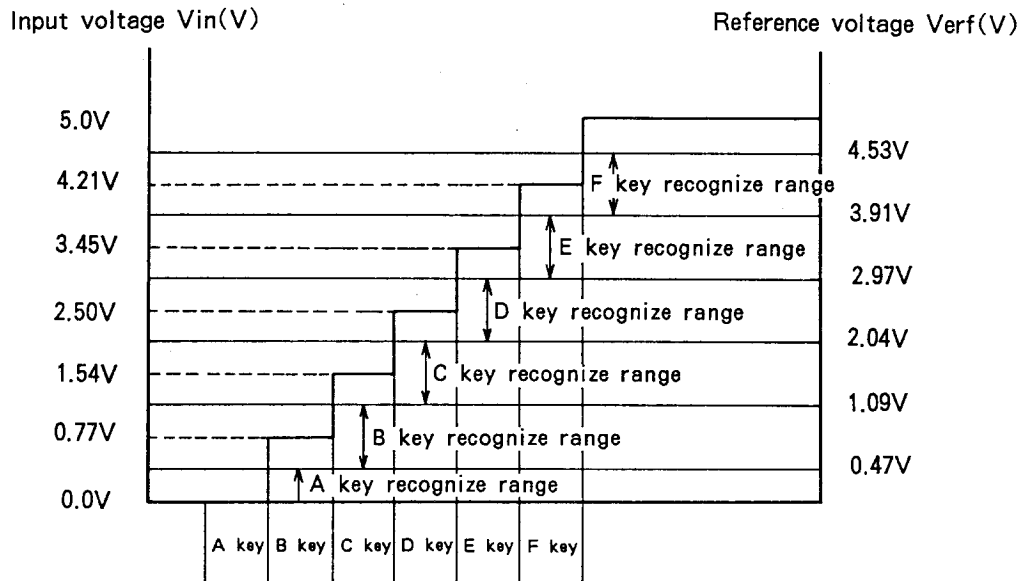 Input voltage Vin(V)
Reference voltage Verf(V)
5.0V
4.53V
4.21V
F key recognize range
3.91V
3.45V
E key recognize range
2.97V
2.50V
D key recognize range
2.04V
1.54V
C key recognize range
1.09V
0.77V
B key recognize range
0.47V
0.0V
A key recognize range
A key B key C key D key E key F key